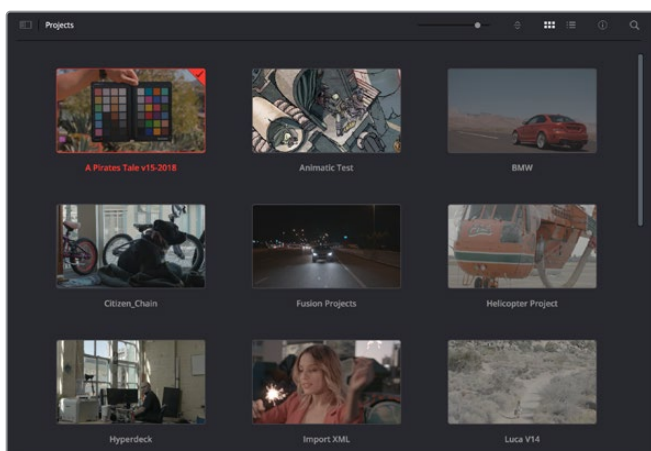 Projects
A Pirates Tale v15-2018
Animatic Test
BMW
Citizen_Chain
Fusion Projects
Helicopter Project
Hyperdeck
Import XML
Luca V14